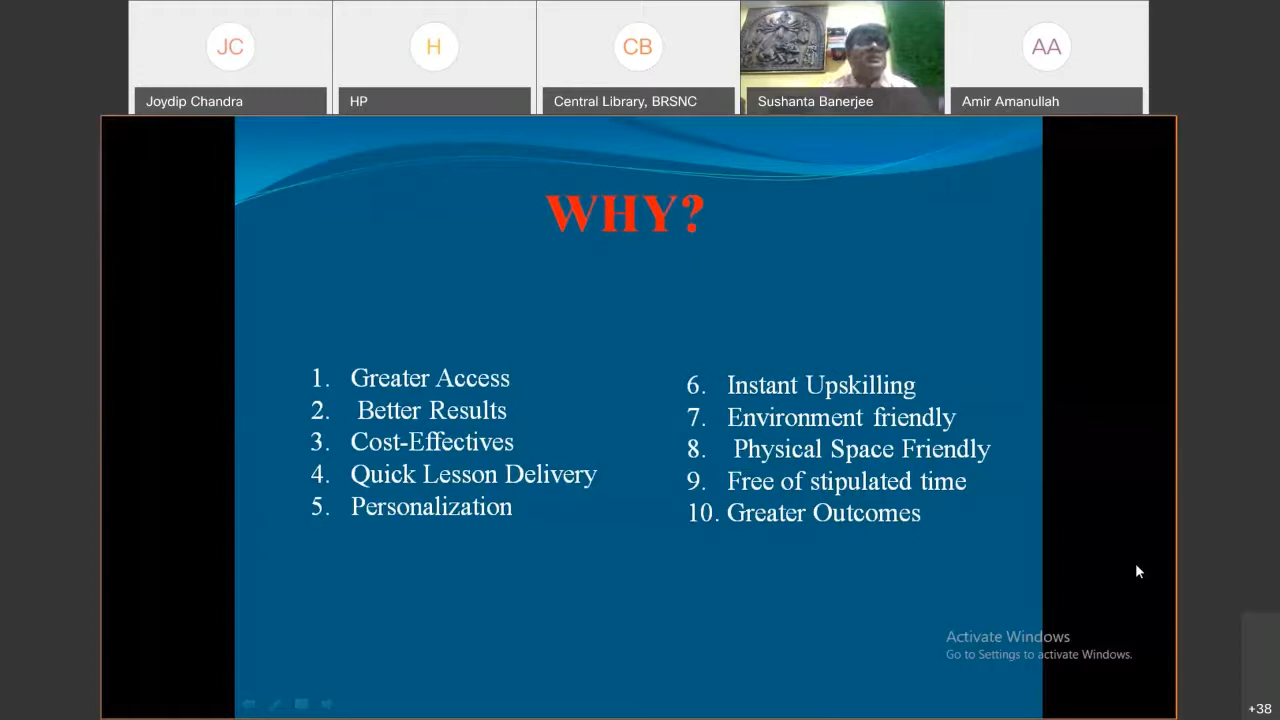 JC
H
CB
AA
Joydip Chandra
HP
Central Library, BRSNC
Sushanta Banerjee
Amir Amanullah
WHY?
1. Greater Access
2. Better Results
3. Cost-Effectives
4. Quick Lesson Delivery
5. Personalization
6. Instant Upskilling
7. Environment friendly
8. Physical Space Friendly
9. Free of stipulated time
10. Greater Outcomes
Activate Windows
Go to Settings to activate Windows.
+38